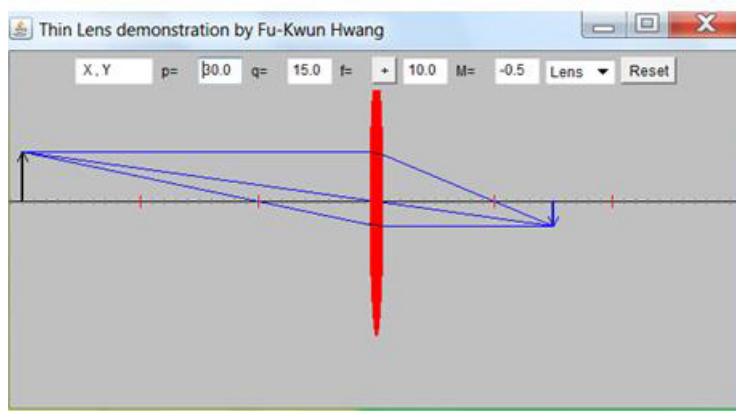 Thin Lens demonstration by Fu-Kwun Hwang
X,Y p= 30.0 q= 15.0 f= + 10.0 M= -0.5 Lens Reset